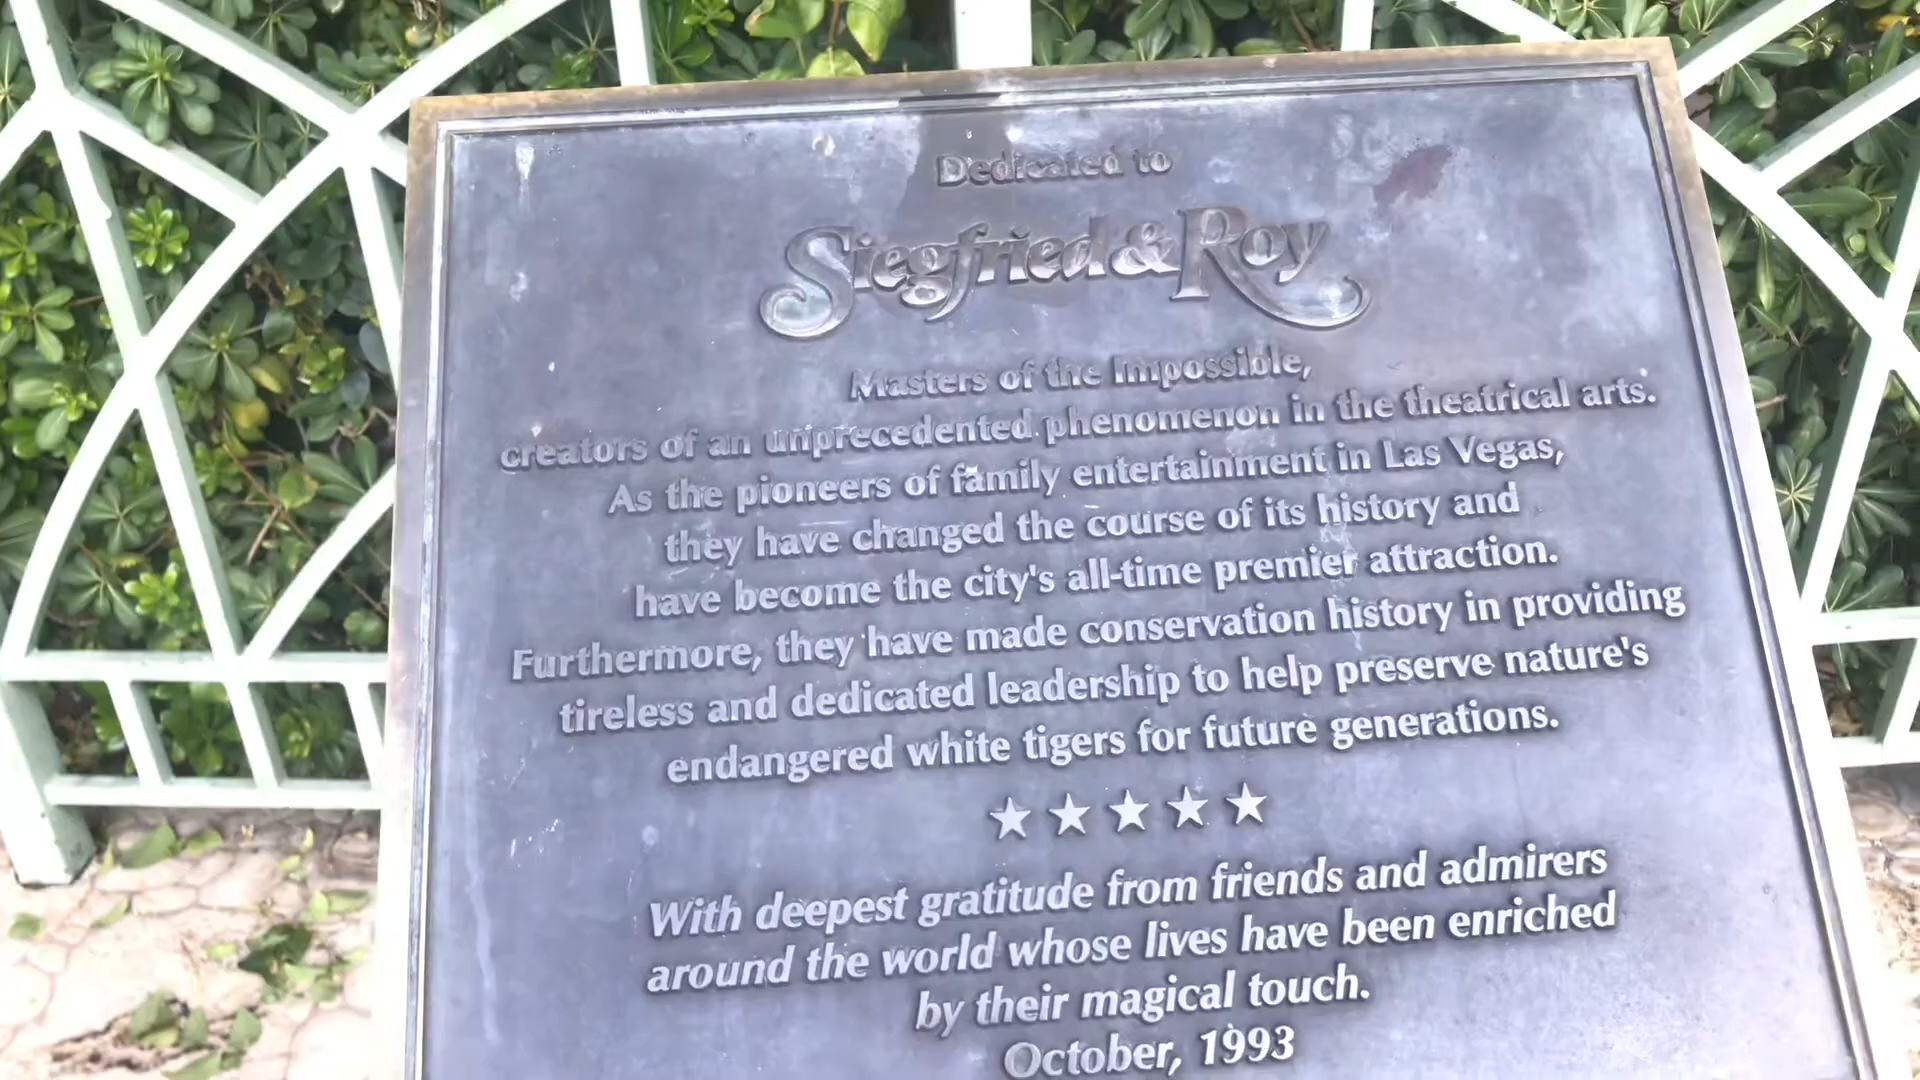 Dedicated to
Siegfried & Roy
Masters of the Impossible,
creators of an unprecedented phenomenon in the theatrical arts.
As the pioneers of family entertainment in Las Vegas,
they have changed the course of its history and
have become the city's all-time premier attraction.
Furthermore, they have made conservation history in providing
tireless and dedicated leadership to help preserve nature's
endangered white tigers for future generations.
With deepest gratitude from friends and admirers
around the world whose lives have been enriched
by their magical touch.
October, 1993